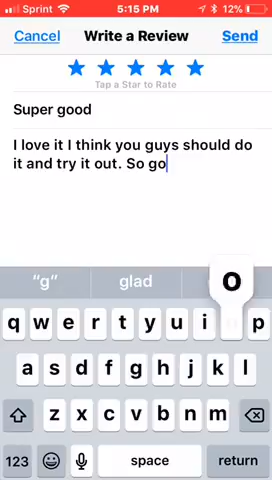 Sprint 5:15 PM 12%
Cancel Write a Review Send
Tap a Star to Rate
Super good
I love it I think you guys should do
it and try it out. So go
“g” glad
o
q w e r t y u i p
a s d f g h j k l
z x c v b n m
123 space return